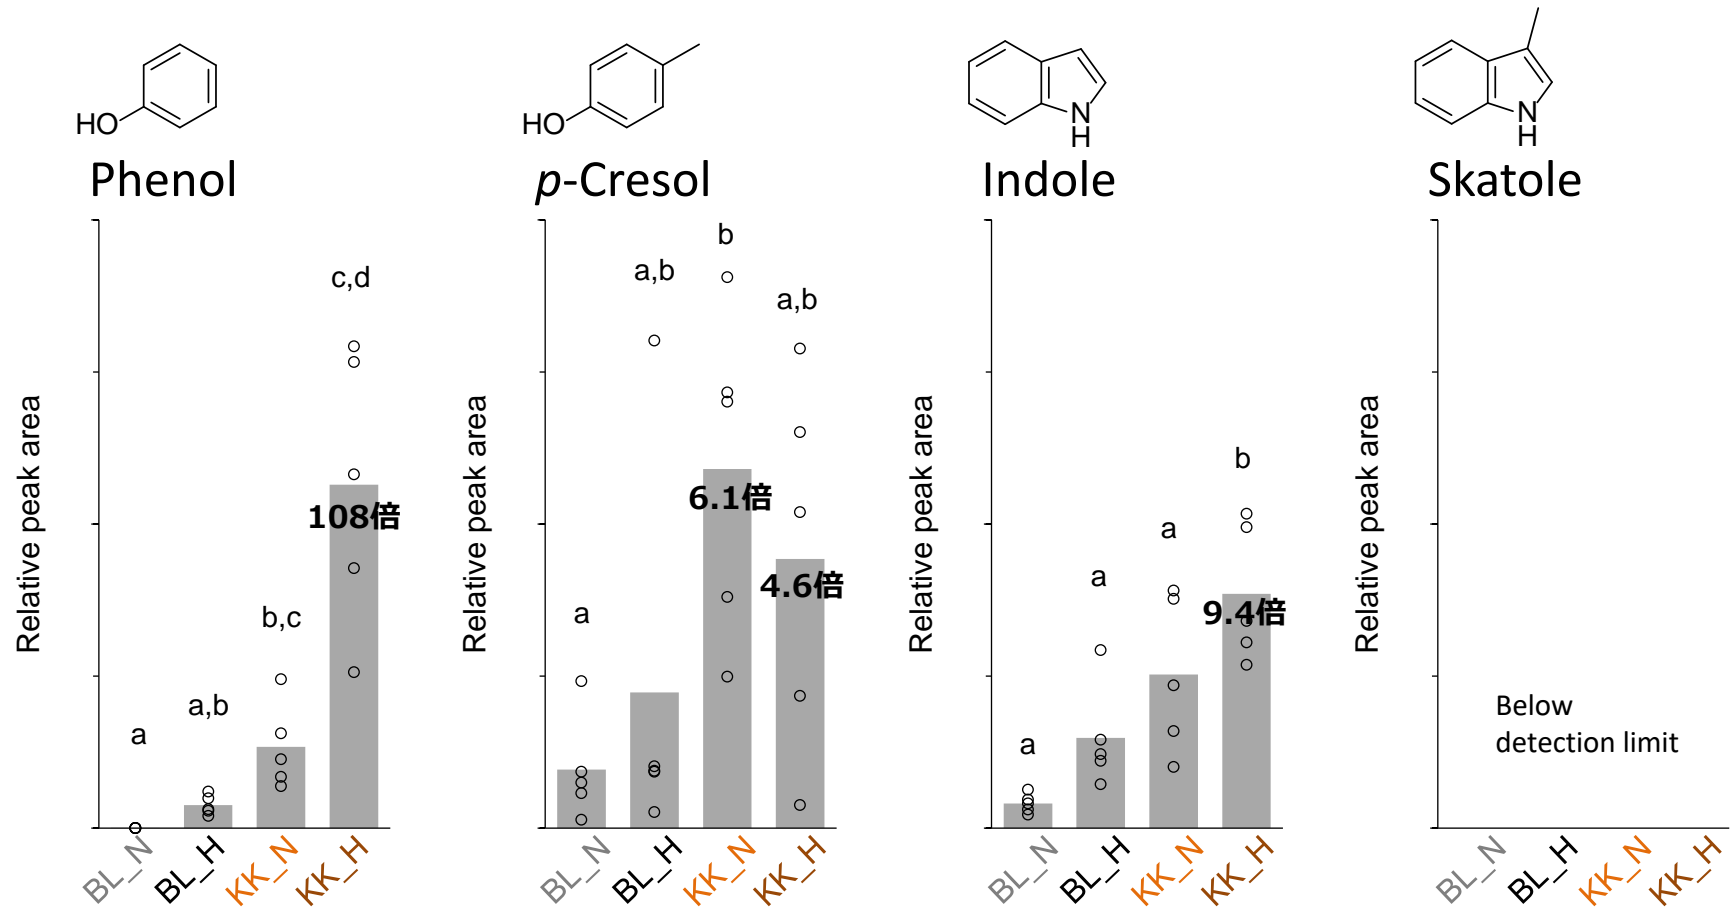 HO
Phenol
Relative peak area
c,d
108倍
b,c
a,b
a
BL_N
BL_H
KK_N
KK_H
HO
p-Cresol
Relative peak area
b
a,b
a,b
6.1倍
4.6倍
a
BL_N
BL_H
KK_N
KK_H
N
H
Indole
Relative peak area
b
a
a
9.4倍
a
BL_N
BL_H
KK_N
KK_H
N
H
Skatole
Relative peak area
Below
detection limit
BL_N
BL_H
KK_N
KK_H